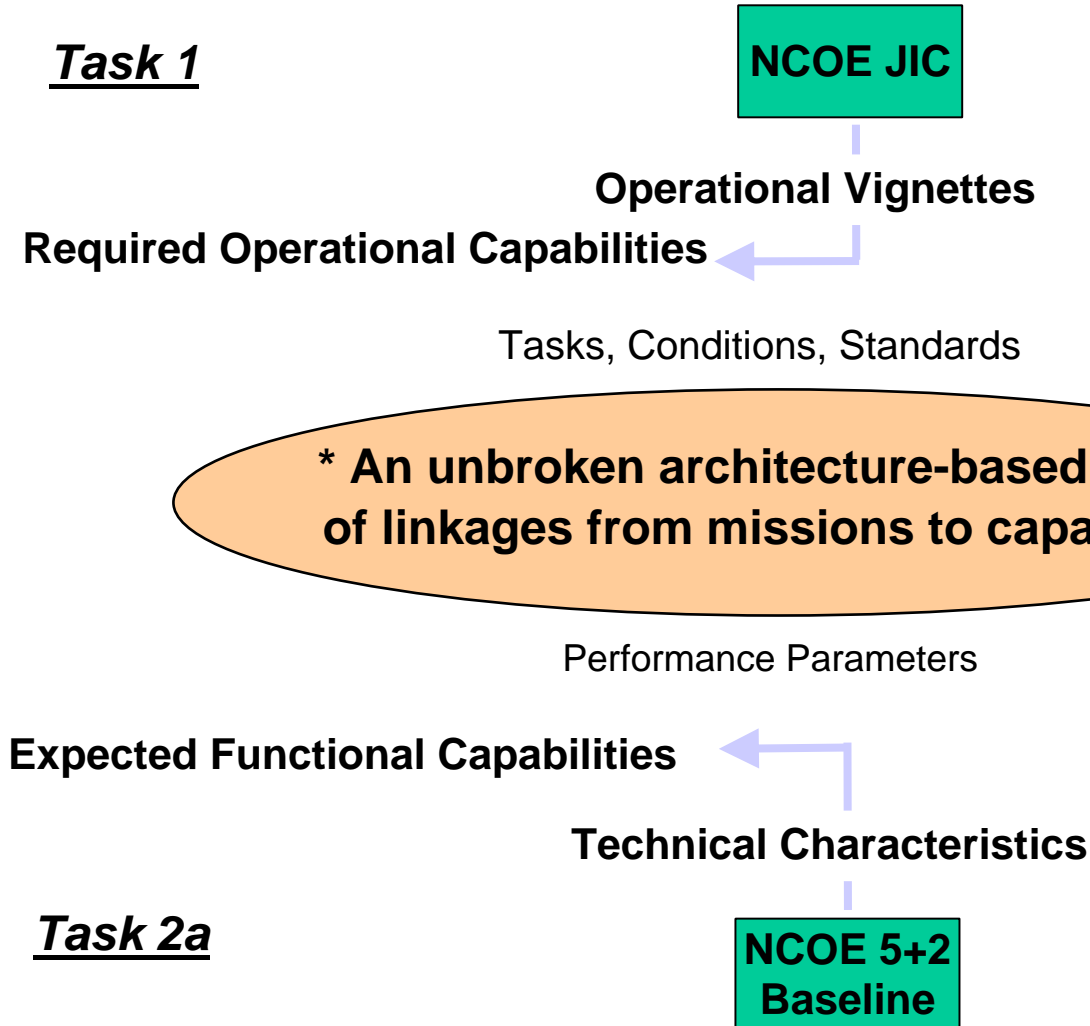 Task 1
NCOE JIC
Operational Vignettes
Required Operational Capabilities
Tasks, Conditions, Standards
* An unbroken architecture-based
of linkages from missions to capa
Performance Parameters
Expected Functional Capabilities
Technical Characteristics
Task 2a
NCOE 5+2
Baseline